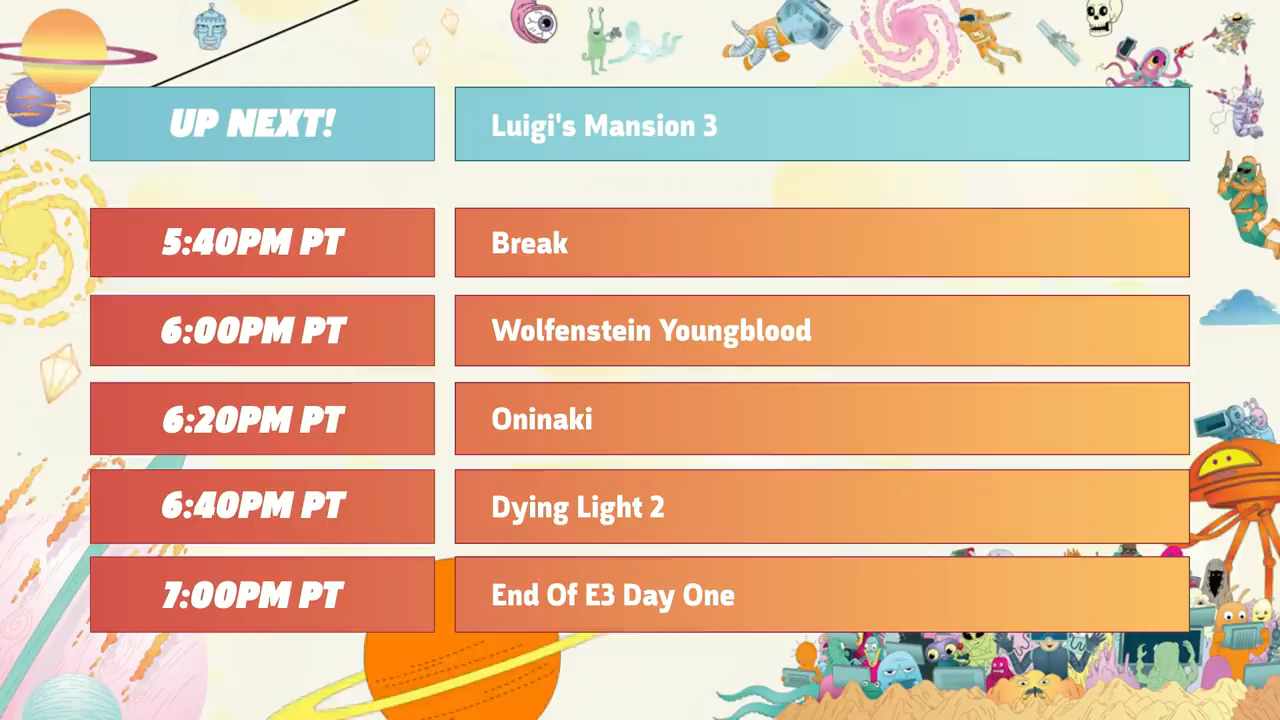 UP NEXT! Luigi's Mansion 3
5:40PM PT Break
6:00PM PT Wolfenstein Youngblood
6:20PM PT Oninaki
6:40PM PT Dying Light 2
7:00PM PT End Of E3 Day One